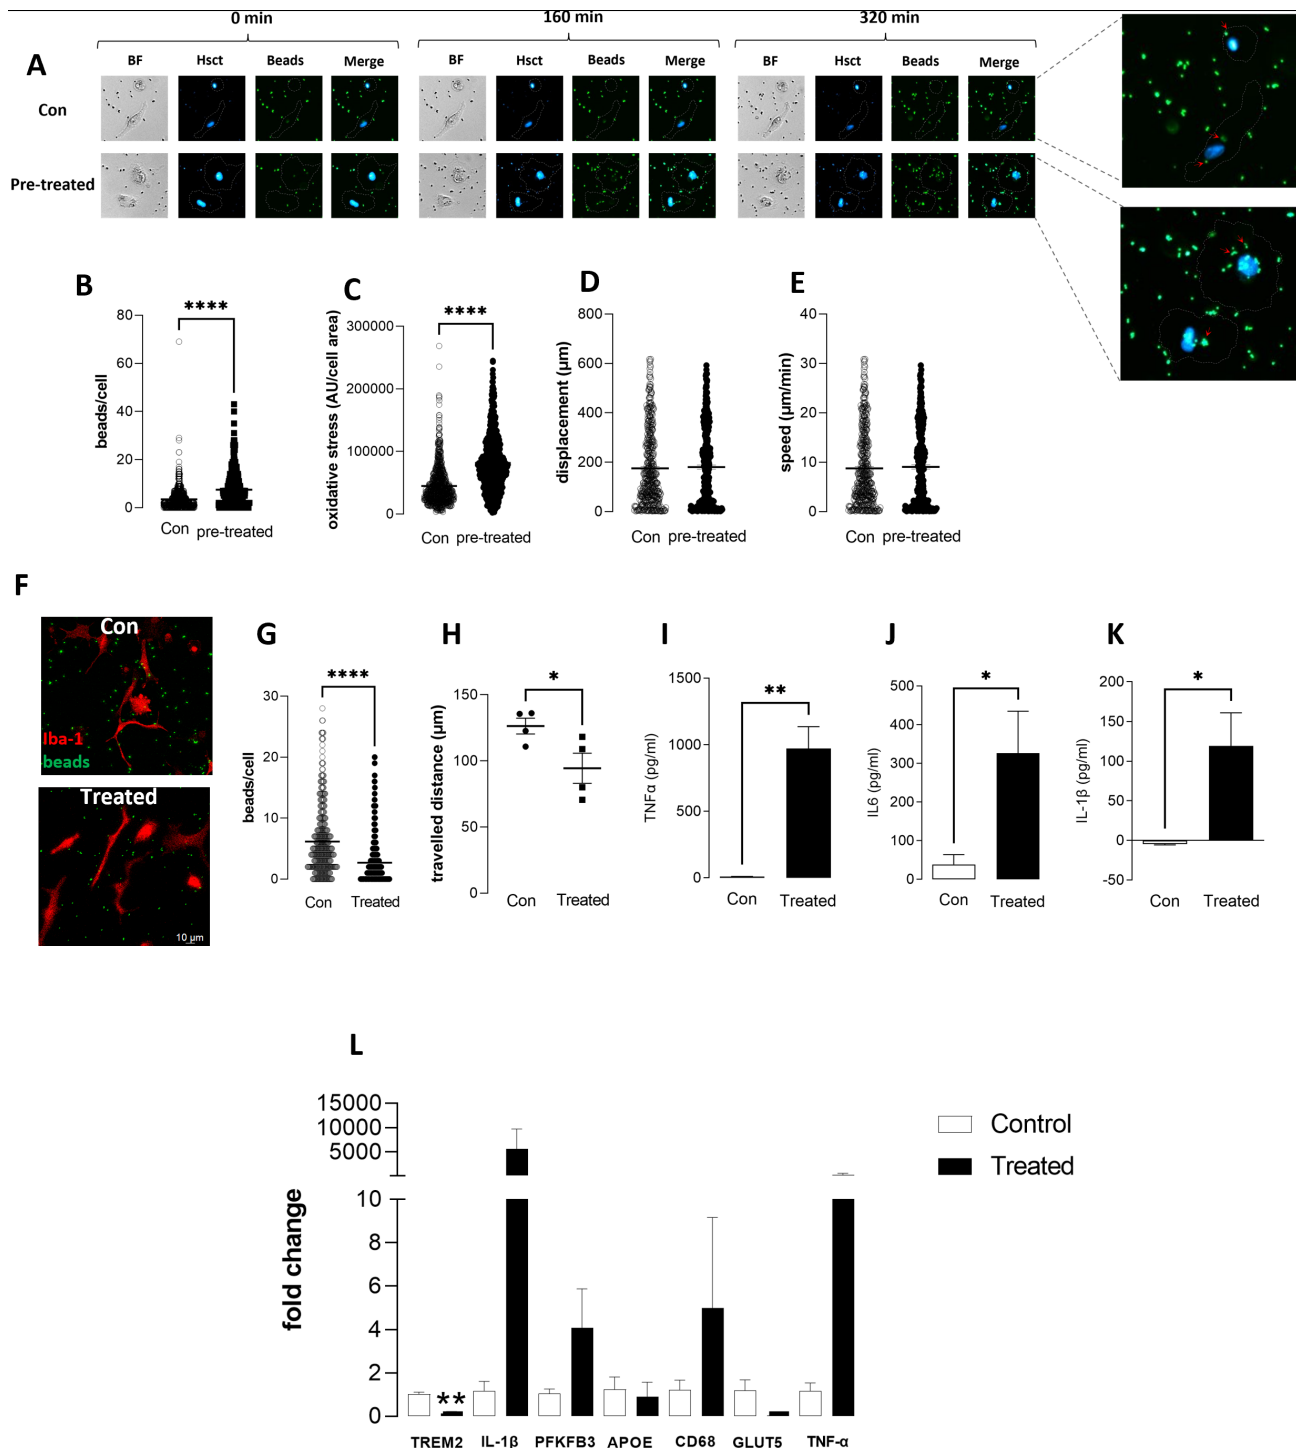 0 min 160 min 320 min
A
BF Hsct Beads Merge BF Hsct Beads Merge BF Hsct Beads Merge
Con
Pre-treated
B C D E
**** ****
beads/cell
80
60
40
20
0
Con pre-treated
oxidative stress (AU/cell area)
300000
200000
100000
0
Con pre-treated
displacement (µm)
800
600
400
200
0
Con pre-treated
speed (µm/min)
40
30
20
10
0
Con pre-treated
F
Con
Iba-1
beads
Treated
10 µm
G
****
beads/cell
30
20
10
0
Con Treated
H
*
travelled distance (µm)
150
100
50
0
Con Treated
I
**
TNFα (pg/ml)
1000
500
0
Con Treated
J
*
IL6 (pg/ml)
500
400
300
200
100
0
Con Treated
K
*
IL-1β (pg/ml)
200
150
100
50
0
-50
Con Treated
L
fold change
15000
10000
5000
10
8
6
4
2
0
**
TREM2 IL-1β PFKFB3 APOE CD68 GLUT5 TNF-α
Control
Treated